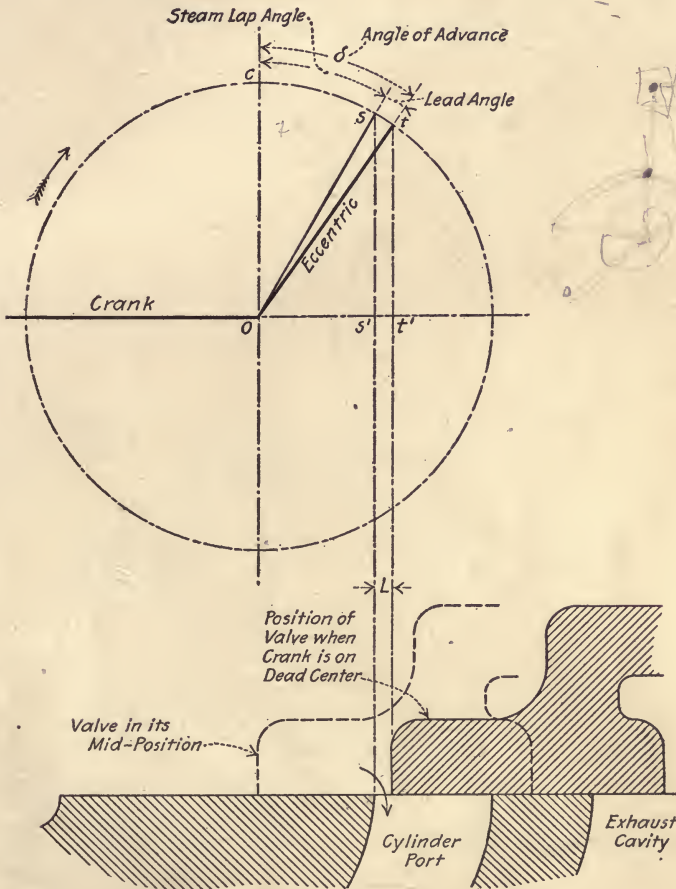 Steam Lap Angle
δ
Angle of Advance
c
s
t
Lead Angle
Eccentric
Crank
O
s'
t'
L
Position of
Valve when
Crank is on
Dead Center
Valve in its
Mid-Position
Cylinder
Port
Exhaust
Cavity